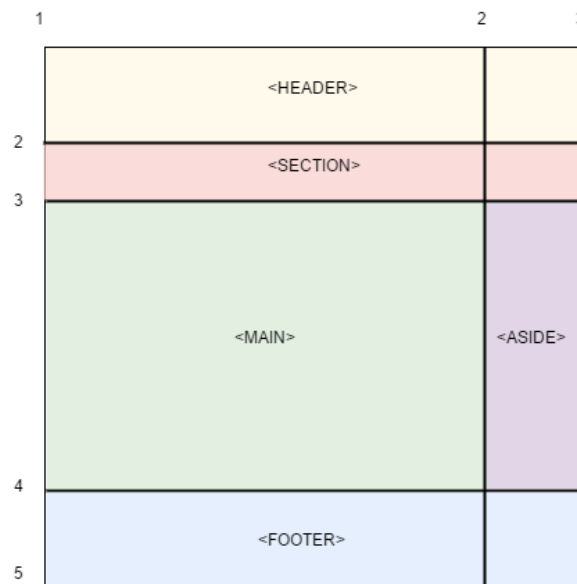 1 2
<HEADER>
2
<SECTION>
3
<MAIN> <ASIDE>
4
<FOOTER>
5